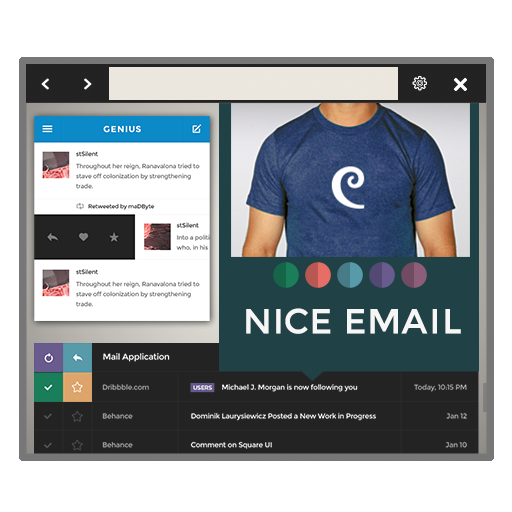 GENIUS
stSilent
Throughout her reign, Ranavalona tried to
stave off colonization by strengthening
trade.
Retweeted by maDByte
stSilent
Into a politi
who, in his
stSilent
Throughout her reign, Ranavalona tried to
stave off colonization by strengthening
trade.
NICE EMAIL
Mail Application
Dribbble.com USERS Michael J. Morgan is now following you Today, 10:15 PM
Behance Dominik Laurysiewicz Posted a New Work in Progress Jan 12
Behance Comment on Square UI Jan 10